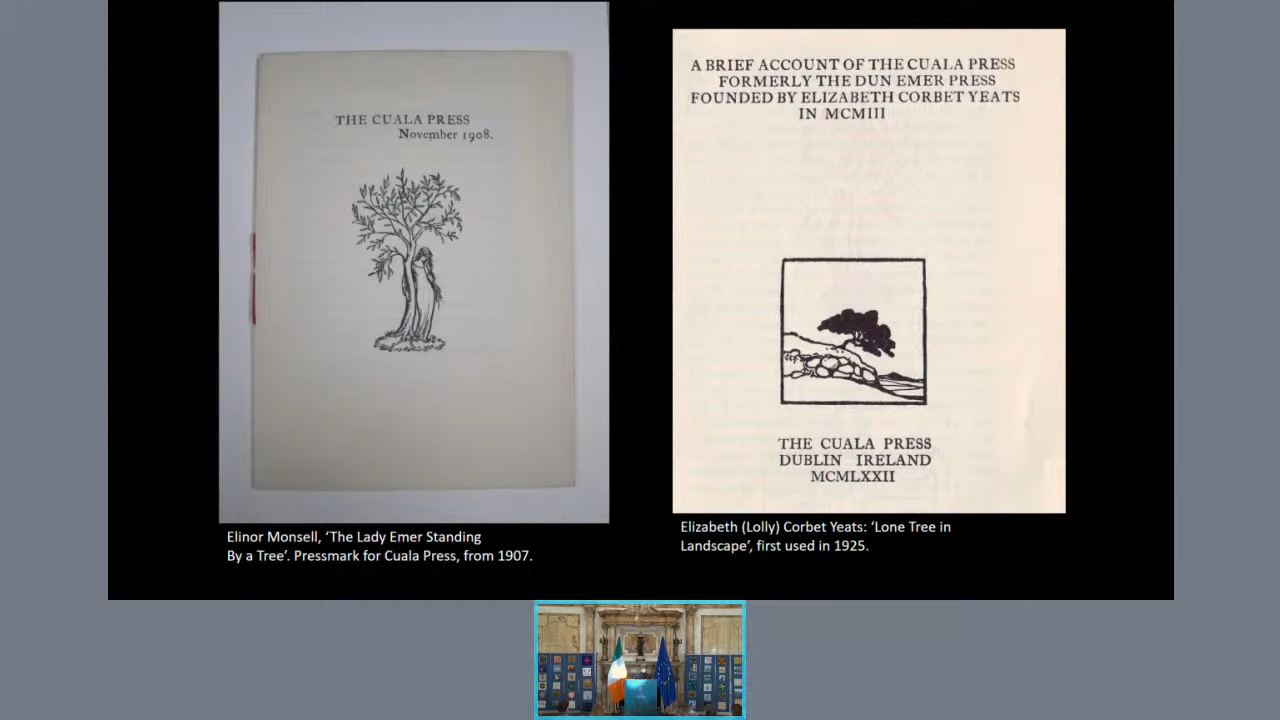 THE CUALA PRESS
November 1908.
Elinor Monsell, ‘The Lady Emer Standing
By a Tree’. Pressmark for Cuala Press, from 1907.
A BRIEF ACCOUNT OF THE CUALA PRESS
FORMERLY THE DUN EMER PRESS
FOUNDED BY ELIZABETH CORBET YEATS
IN MCMIII
THE CUALA PRESS
DUBLIN IRELAND
MCMLXXII
Elizabeth (Lolly) Corbet Yeats: ‘Lone Tree in
Landscape’, first used in 1925.